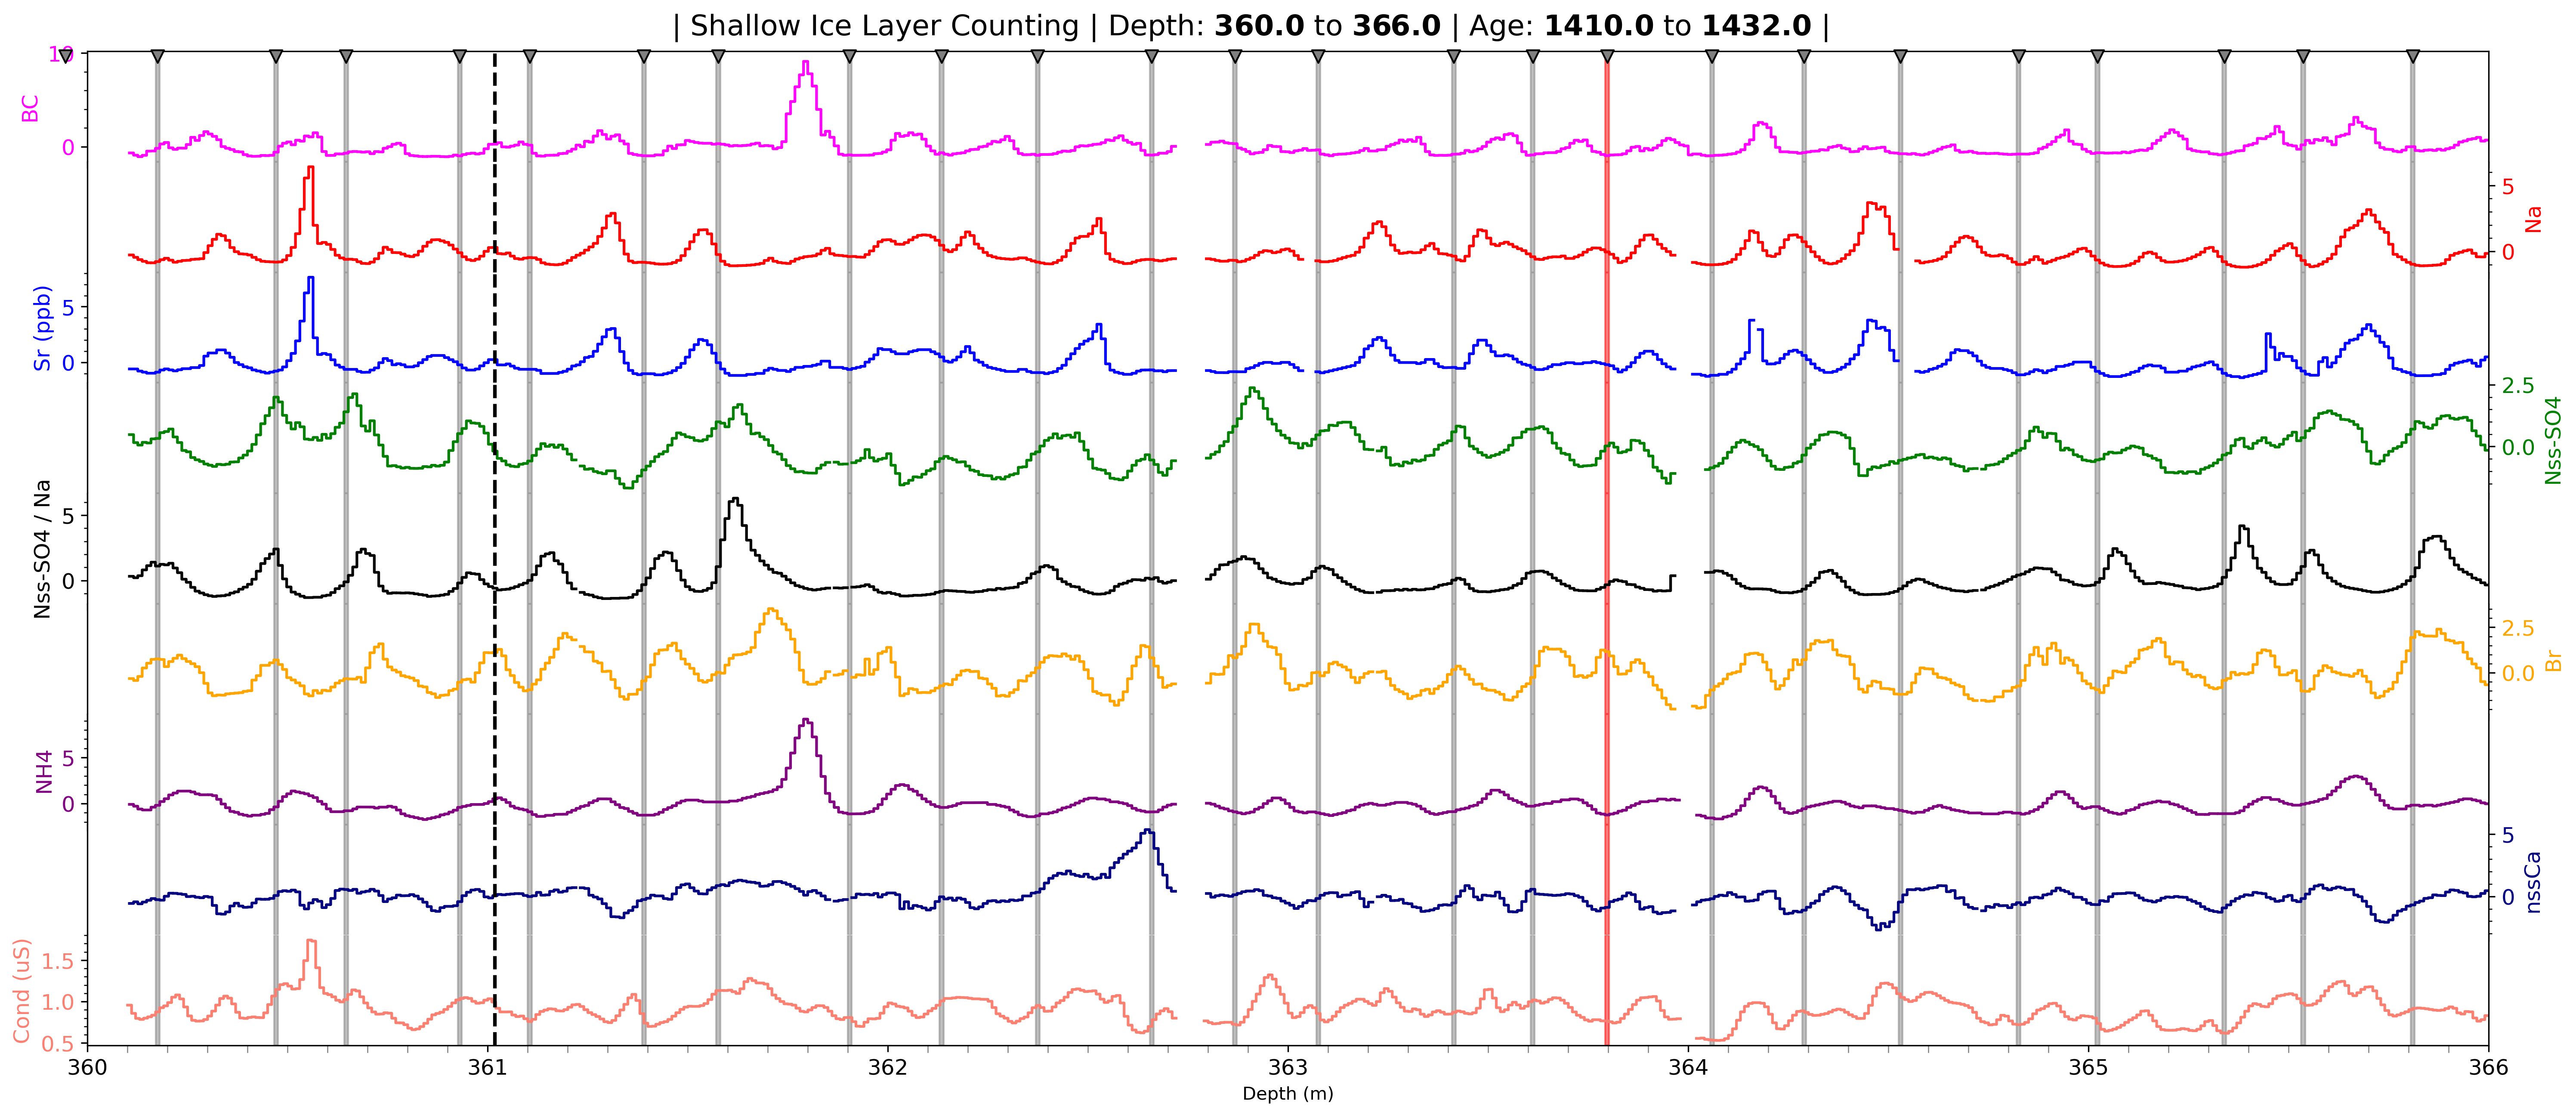 | Shallow Ice Layer Counting | Depth: 360.0 to 366.0 | Age: 1410.0 to 1432.0 |
10
BC
0
5
Na
0
Sr (ppb)
5
0
2.5
Nss-SO4
0.0
Nss-SO4 / Na
5
0
2.5
Br
0.0
NH4
5
0
5
nssCa
0
Cond (uS)
1.5
1.0
0.5
360
361
362
363
364
365
366
Depth (m)